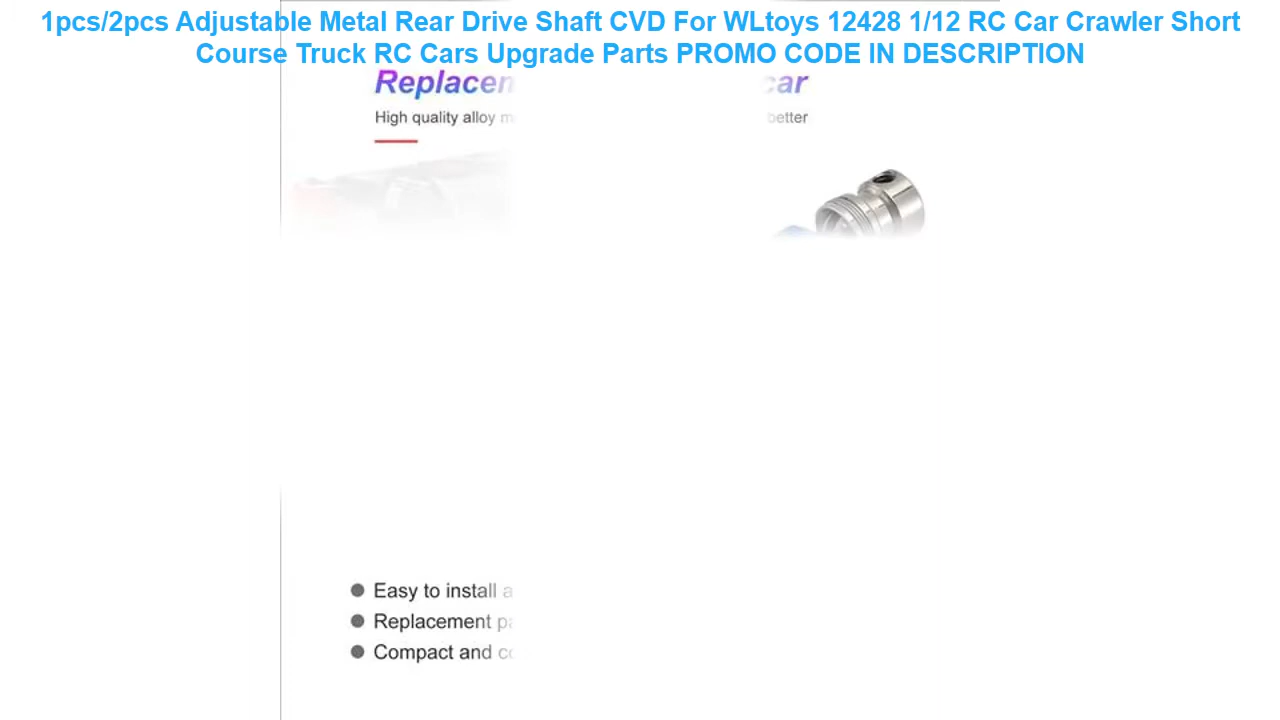 1pcs/2pcs Adjustable Metal Rear Drive Shaft CVD For WLtoys 12428 1/12 RC Car Crawler Short
Course Truck RC Cars Upgrade Parts PROMO CODE IN DESCRIPTION
car
High quality alloy better
Easy to install
Replacement
Compact and